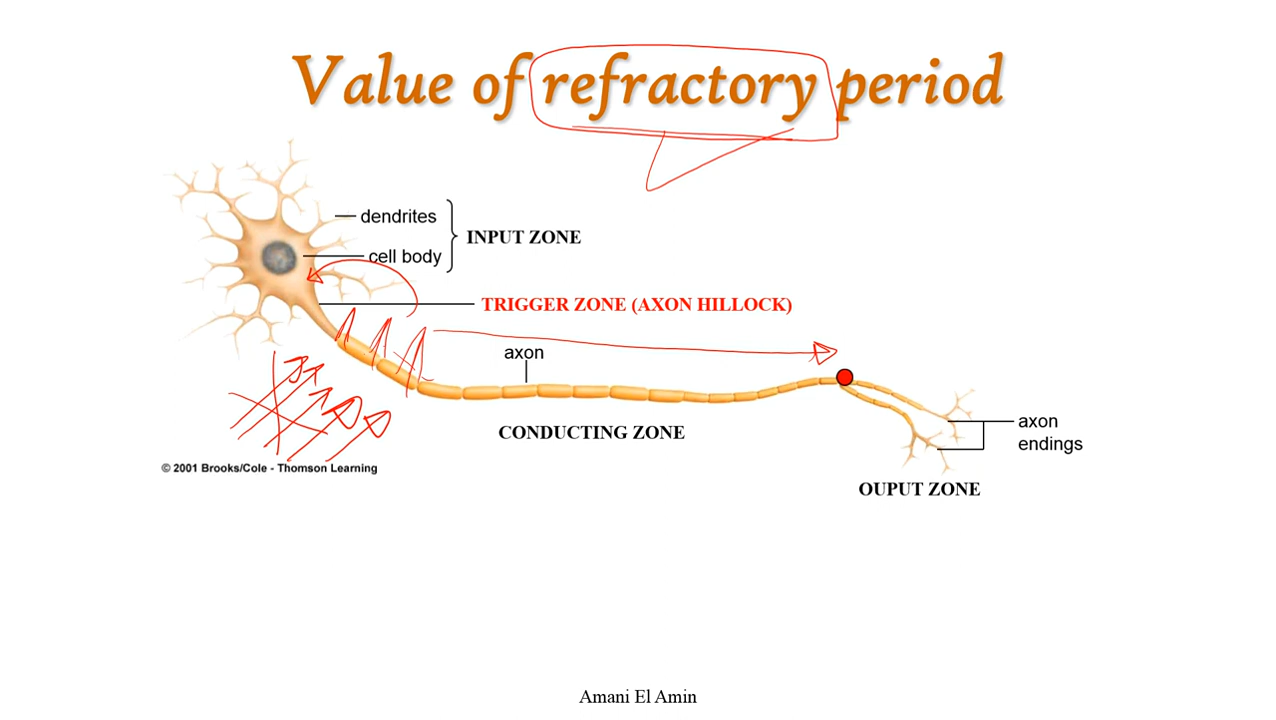 Value of refractory period
dendrites
INPUT ZONE
cell body
TRIGGER ZONE (AXON HILLOCK)
axon
CONDUCTING ZONE
axon
endings
© 2001 Brooks/Cole - Thomson Learning
OUPUT ZONE
Amani El Amin